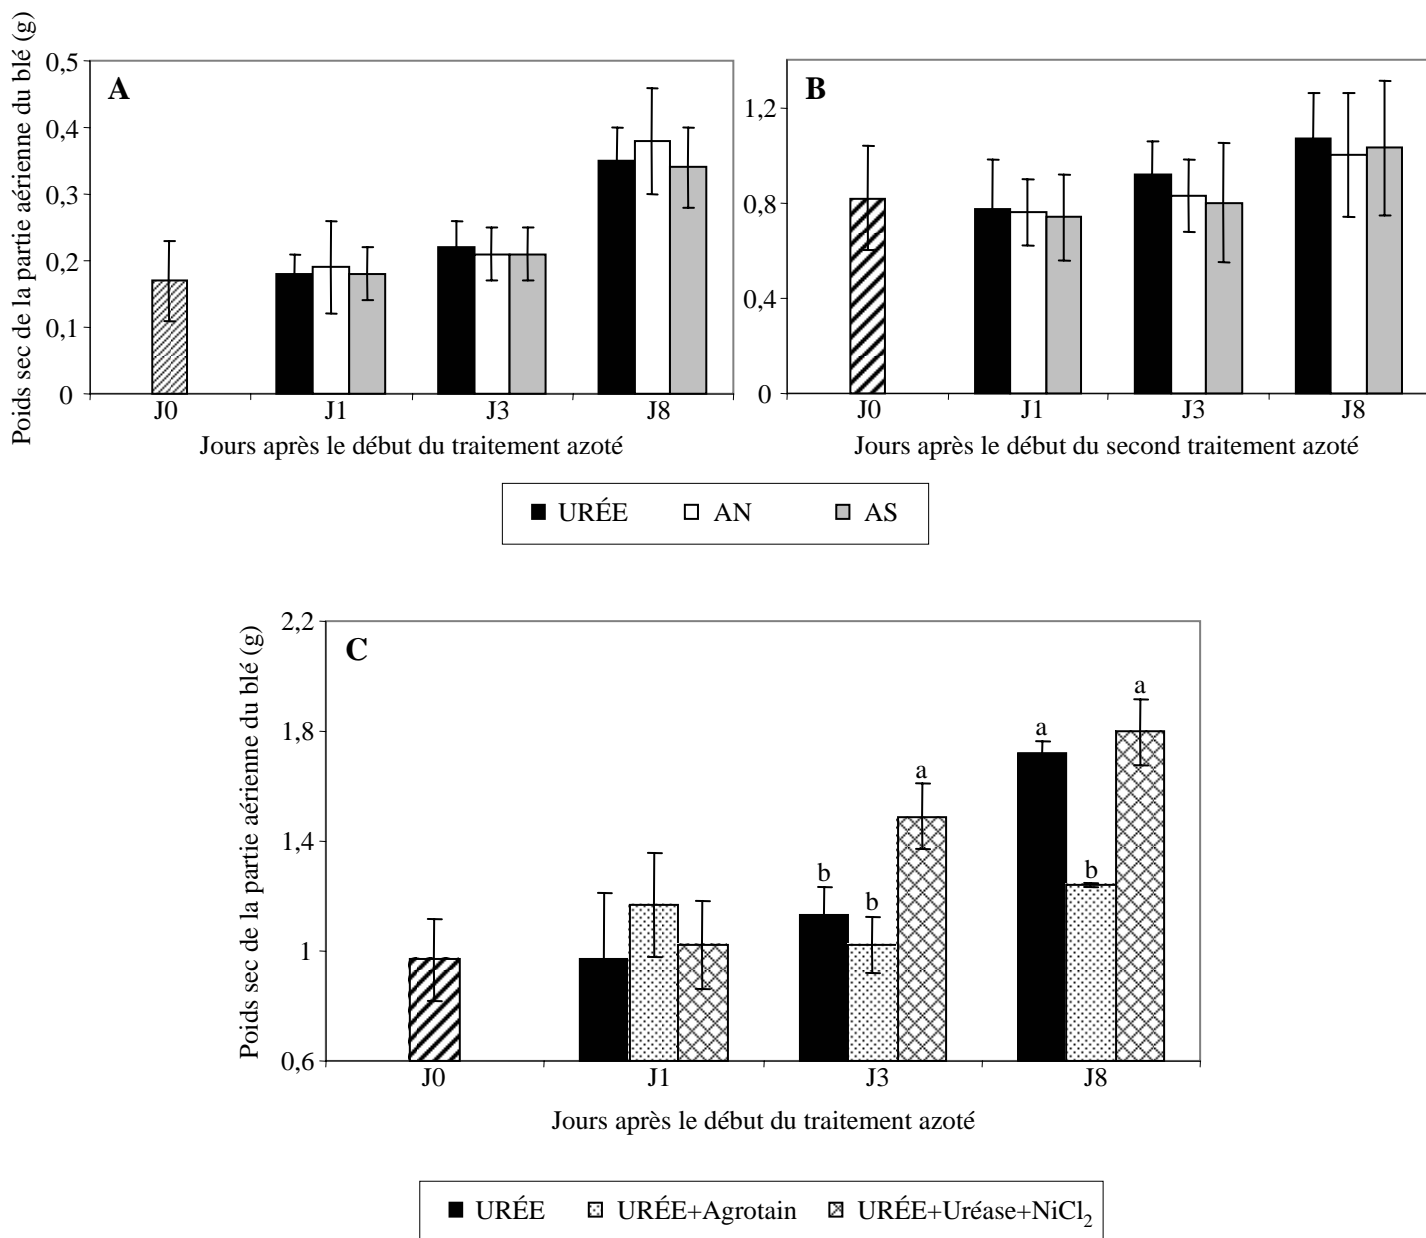 Poids sec de la partie aérienne du blé (g)
A
0,5
0,4
0,3
0,2
0,1
0
J0 J1 J3 J8
Jours après le début du traitement azoté
B
1,2
0,8
0,4
0
J0 J1 J3 J8
Jours après le début du second traitement azoté
URÉE AN AS
Poids sec de la partie aérienne du blé (g)
C
2,2
1,8
1,4
1
0,6
b b a
a b a
J0 J1 J3 J8
Jours après le début du traitement azoté
URÉE URÉE+Agrotain URÉE+Uréase+NiCl₂